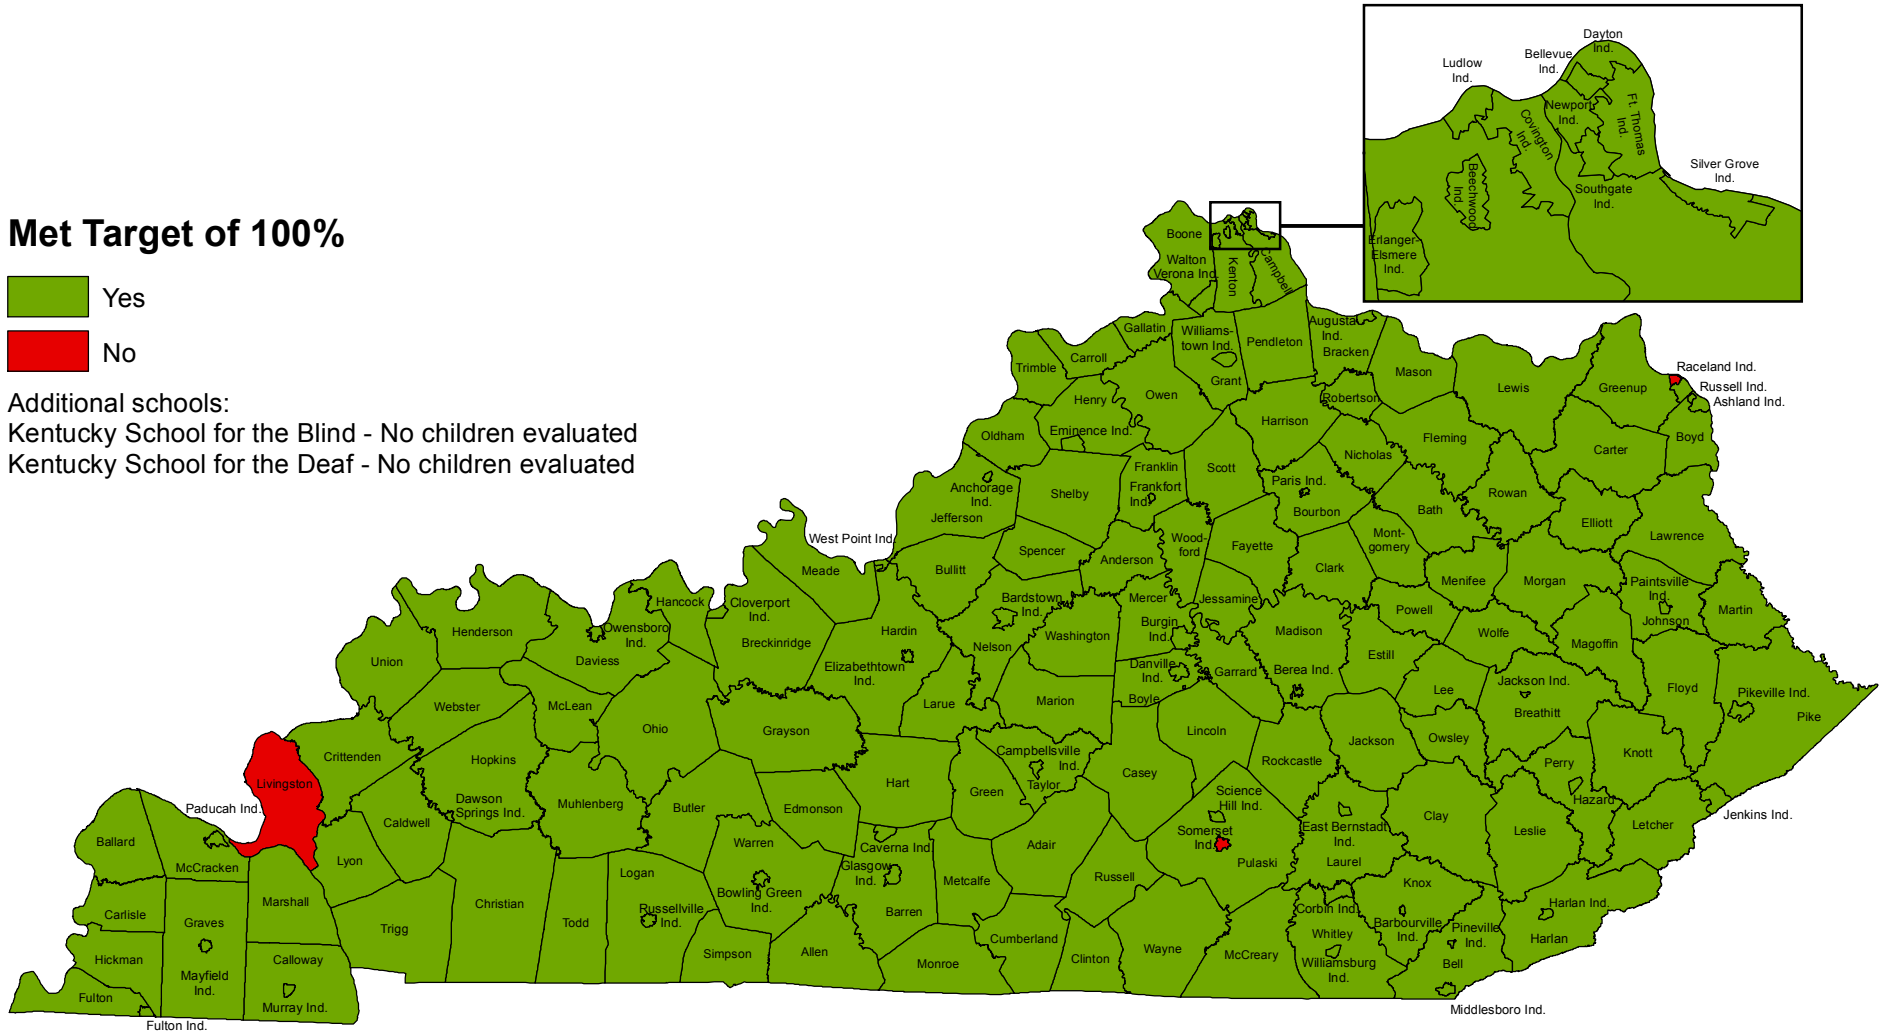 Met Target of 100%
Yes
No
Additional schools:
Kentucky School for the Blind - No children evaluated
Kentucky School for the Deaf - No children evaluated
Dayton
Ind.
Bellevue
Ind.
Ludlow
Ind.
Newport
Ind.
Ft. Thomas
Ind.
Covington
Ind.
Beechwood
Ind.
Silver Grove
Ind.
Southgate
Ind.
Erlanger-
Elsmere
Ind.
Boone
Walton
Verona Ind.
Kenton
Campbell
Gallatin
Williams-
town Ind.
Grant
Pendleton
Augusta
Ind.
Bracken
Mason
Lewis
Greenup
Raceland Ind.
Russell Ind.
Ashland Ind.
Boyd
Carter
Trimble
Carroll
Henry
Owen
Eminence Ind.
Oldham
Harrison
Robertson
Fleming
Nicholas
Rowan
Elliott
Lawrence
Anchorage
Ind.
Jefferson
Shelby
Franklin
Frankfort
Ind.
Scott
Paris Ind.
Bourbon
Bath
Mont-
gomery
West Point Ind.
Meade
Bullitt
Spencer
Anderson
Wood-
ford
Fayette
Clark
Menifee
Morgan
Paintsville
Ind.
Johnson
Martin
Hancock
Cloverport
Ind.
Breckinridge
Hardin
Elizabethtown
Ind.
Bardstown
Ind.
Nelson
Washington
Mercer
Burgin
Ind.
Jessamine
Madison
Powell
Wolfe
Magoffin
Estill
Henderson
Owensboro
Ind.
Daviess
Union
Webster
McLean
Ohio
Grayson
Larue
Marion
Danville
Ind.
Boyle
Garrard
Berea Ind.
Lee
Jackson Ind.
Breathitt
Floyd
Pikeville Ind.
Pike
Crittenden
Hopkins
Livingston
Dawson
Springs Ind.
Muhlenberg
Butler
Edmonson
Hart
Green
Campbellsville
Ind.
Taylor
Casey
Lincoln
Rockcastle
Jackson
Owsley
Perry
Knott
Hazard
Jenkins Ind.
Letcher
Paducah Ind.
Ballard
McCracken
Caldwell
Lyon
Warren
Caverna Ind.
Glasgow
Ind.
Metcalfe
Adair
Russell
Science
Hill Ind.
Somerset
Ind.
Pulaski
East Bernstadt
Ind.
Laurel
Clay
Leslie
Carlisle
Graves
Marshall
Trigg
Christian
Todd
Logan
Russellville
Ind.
Bowling Green
Ind.
Barren
Simpson
Allen
Monroe
Cumberland
Clinton
Wayne
McCreary
Corbin Ind.
Whitley
Williamsburg
Ind.
Knox
Barbourville
Ind.
Pineville
Ind.
Bell
Harlan Ind.
Harlan
Middlesboro Ind.
Hickman
Mayfield
Ind.
Calloway
Murray Ind.
Fulton
Fulton Ind.